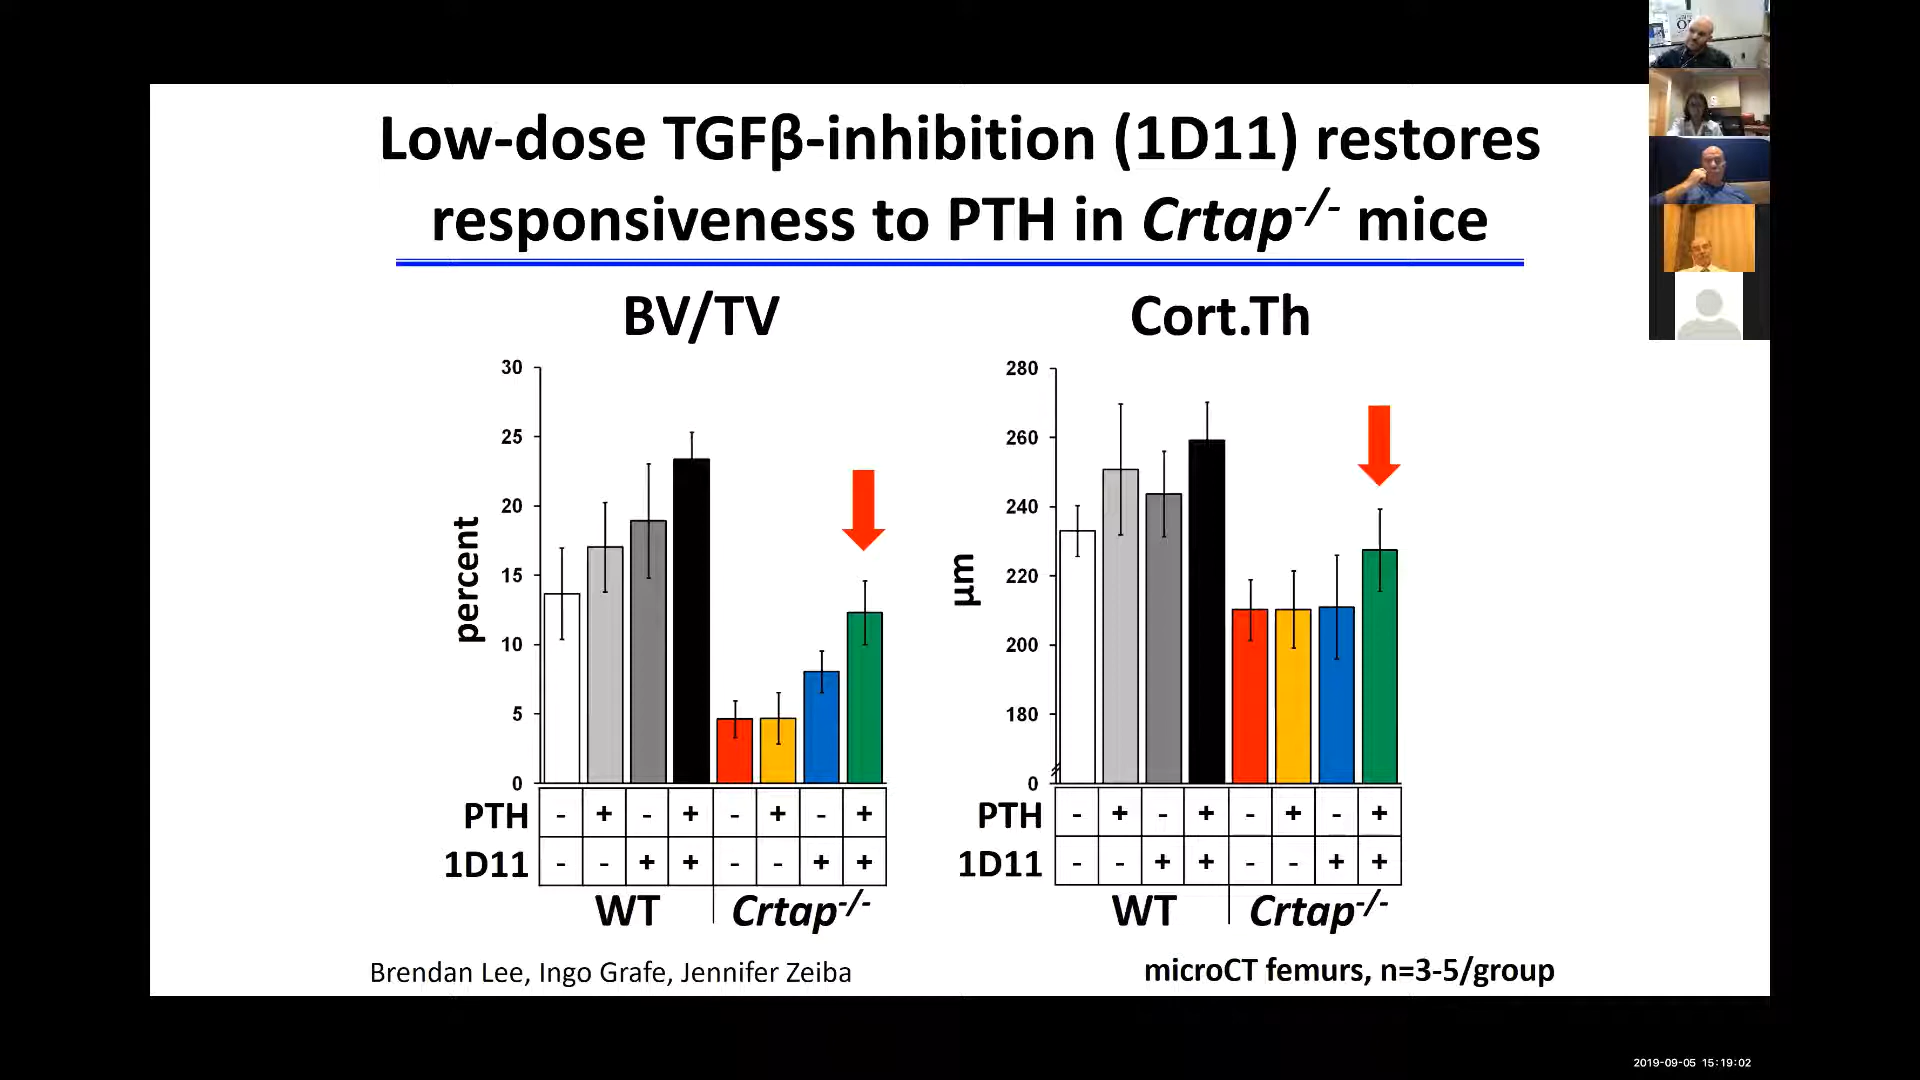 Low-dose TGFβ-inhibition (1D11) restores
responsiveness to PTH in Crtap-/- mice
BV/TV
30
25
20
15
10
5
0
percent
PTH - + - + - + - +
1D11 - - + + - - + +
WT Crtap-/-
Cort.Th
280
260
240
220
200
180
0
μm
PTH - + - + - + - +
1D11 - - + + - - + +
WT Crtap-/-
Brendan Lee, Ingo Grafe, Jennifer Zeiba
microCT femurs, n=3-5/group
2019-09-05 15:19:02